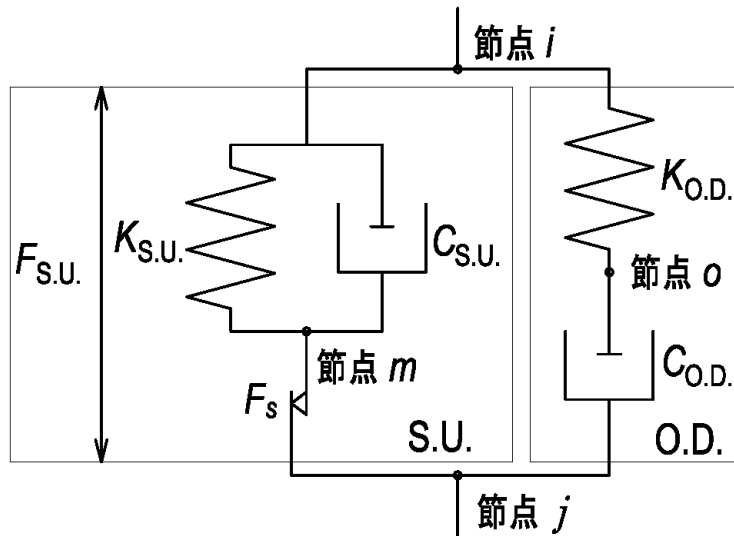 節点 i
K_O.D.
K_S.U.
C_S.U.
F_S.U.
節点 o
節点 m
C_O.D.
F_s
S.U.
O.D.
節点 j